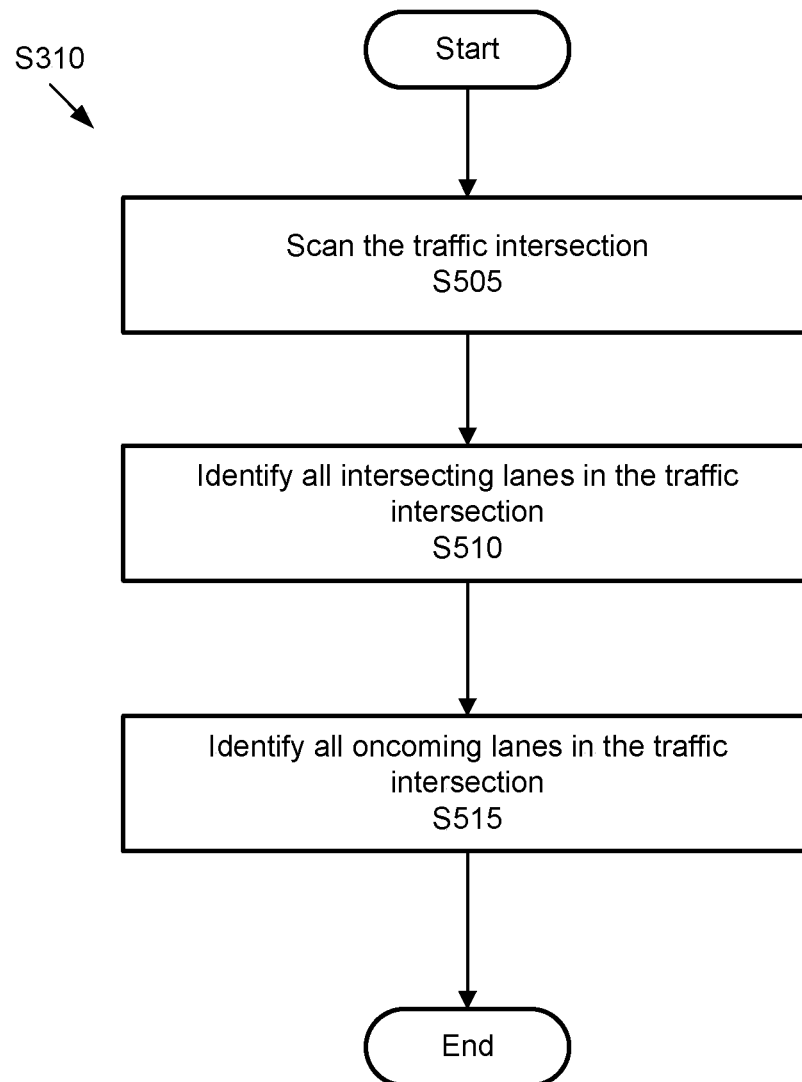 S310
Start
Scan the traffic intersection
S505
Identify all intersecting lanes in the traffic
intersection
S510
Identify all oncoming lanes in the traffic
intersection
S515
End